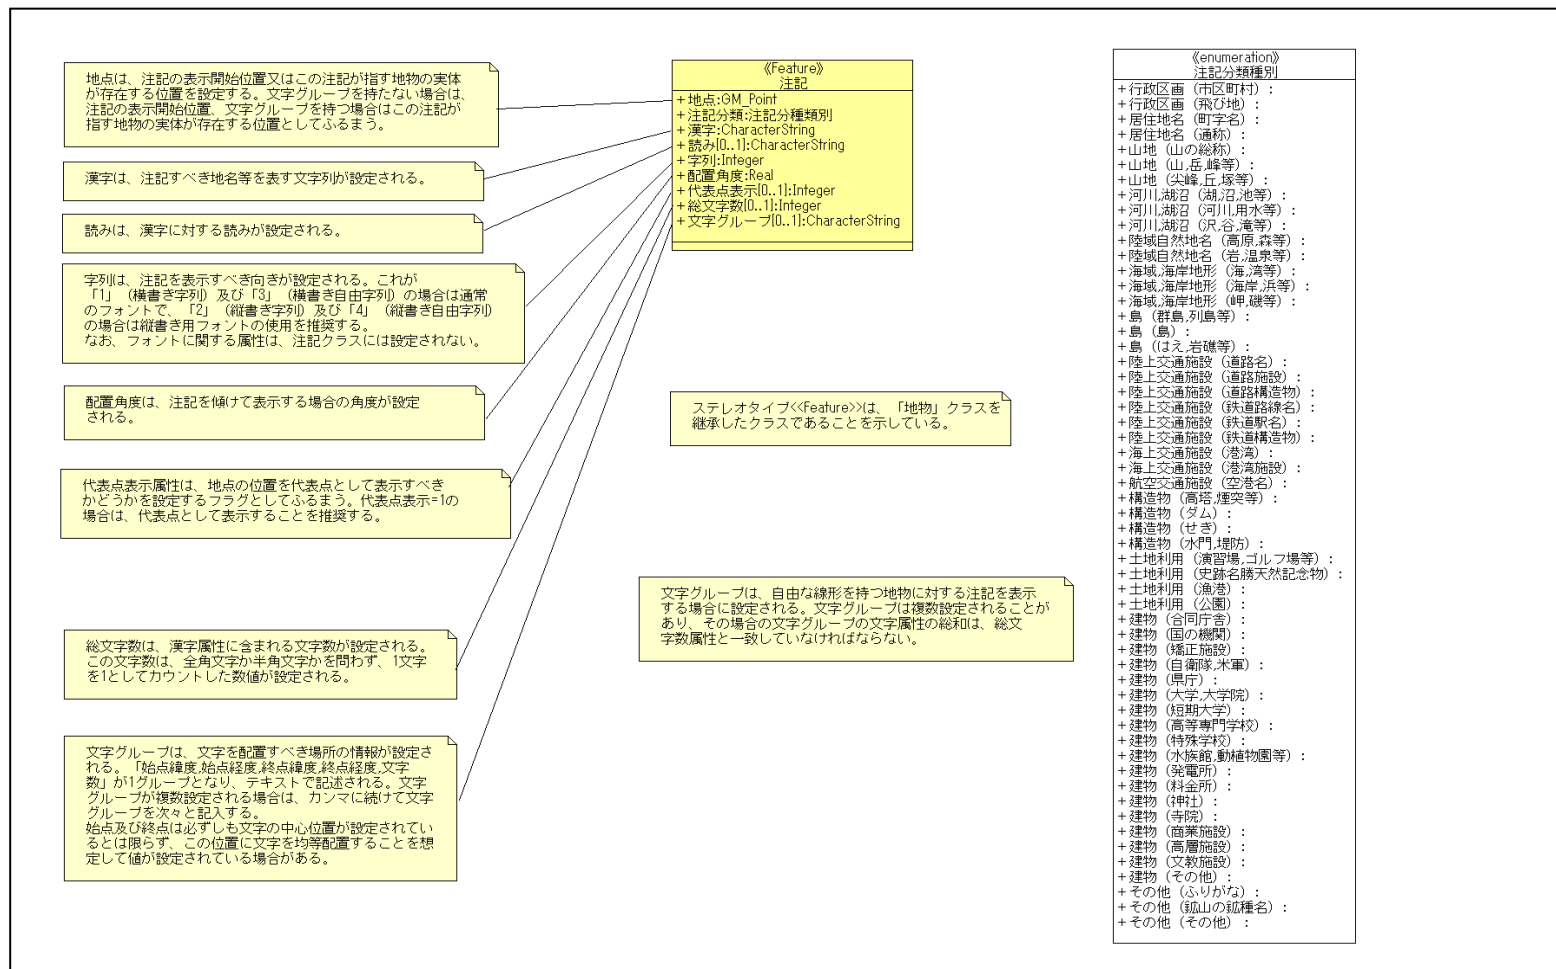 地点は、注記の表示開始位置又はこの注記が指す地物の実体
が存在する位置を設定する。文字グループを持たない場合は、
注記の表示開始位置、文字グループを持つ場合はこの注記が
指す地物の実体が存在する位置としてふるまう。
漢字は、注記すべき地名等を表す文字列が設定される。
読みは、漢字に対する読みが設定される。
字列は、注記を表示すべき向きが設定される。これが
「1」（横書き字列）及び「3」（横書き自由字列）の場合は通常
のフォントで、「2」（縦書き字列）及び「4」（縦書き自由字列）
の場合は縦書き用フォントの使用を推奨する。
なお、フォントに関する属性は、注記クラスには設定されない。
配置角度は、注記を傾けて表示する場合の角度が設定
される。
代表点表示属性は、地点の位置を代表点として表示すべき
かどうかを設定するフラグとしてふるまう。代表点表示=1の
場合は、代表点として表示することを推奨する。
総文字数は、漢字属性に含まれる文字数が設定される。
この文字数は、全角文字か半角文字かを問わず、1文字
を1としてカウントした数値が設定される。
文字グループは、文字を配置すべき場所の情報が設定さ
れる。「始点緯度,始点経度,終点緯度,終点経度,文字
数」が1グループとなり、テキストで記述される。文字
グループが複数設定される場合は、カンマに続けて文字
グループを次々と記入する。
始点及び終点は必ずしも文字の中心位置が設定されてい
るとは限らず、この位置に文字を均等配置することを想
定して値が設定されている場合がある。
《Feature》
注記
+地点:GM_Point
+注記分類:注記分種類別
+漢字:CharacterString
+読み[0..1]:CharacterString
+字列:Integer
+配置角度:Real
+代表点表示[0..1]:Integer
+総文字数[0..1]:Integer
+文字グループ[0..1]:CharacterString
ステレオタイプ<<Feature>>は、「地物」クラスを
継承したクラスであることを示している。
文字グループは、自由な線形を持つ地物に対する注記を表示
する場合に設定される。文字グループは複数設定されることが
あり、その場合の文字グループの文字属性の総和は、総文
字数属性と一致していなければならない。
《enumeration》
注記分類種別
+行政区画（市区町村）:
+行政区画（飛び地）:
+居住地名（町字名）:
+居住地名（通称）:
+山地（山の総称）:
+山地（山,岳,峰等）:
+山地（尖峰,丘,塚等）:
+河川,湖沼（湖,沼,池等）:
+河川,湖沼（河川,用水等）:
+河川,湖沼（沢,谷,滝等）:
+陸域自然地名（高原,森等）:
+陸域自然地名（岩,温泉等）:
+海域,海岸地形（海,湾等）:
+海域,海岸地形（海岸,浜等）:
+海域,海岸地形（岬,磯等）:
+島（群島,列島等）:
+島（島）:
+島（はえ,岩礁等）:
+陸上交通施設（道路名）:
+陸上交通施設（道路施設）:
+陸上交通施設（道路構造物）:
+陸上交通施設（鉄道路線名）:
+陸上交通施設（鉄道駅名）:
+陸上交通施設（鉄道構造物）:
+海上交通施設（港湾）:
+海上交通施設（港湾施設）:
+航空交通施設（空港名）:
+構造物（高塔,煙突等）:
+構造物（ダム）:
+構造物（せき）:
+構造物（水門,堤防）:
+土地利用（演習場,ゴルフ場等）:
+土地利用（史跡名勝天然記念物）:
+土地利用（漁港）:
+土地利用（公園）:
+建物（合同庁舎）:
+建物（国の機関）:
+建物（矯正施設）:
+建物（自衛隊,米軍）:
+建物（県庁）:
+建物（大学,大学院）:
+建物（短期大学）:
+建物（高等専門学校）:
+建物（特殊学校）:
+建物（水族館,動植物園等）:
+建物（発電所）:
+建物（料金所）:
+建物（神社）:
+建物（寺院）:
+建物（商業施設）:
+建物（高層施設）:
+建物（文教施設）:
+建物（その他）:
+その他（ふりがな）:
+その他（鉱山の鉱種名）:
+その他（その他）: